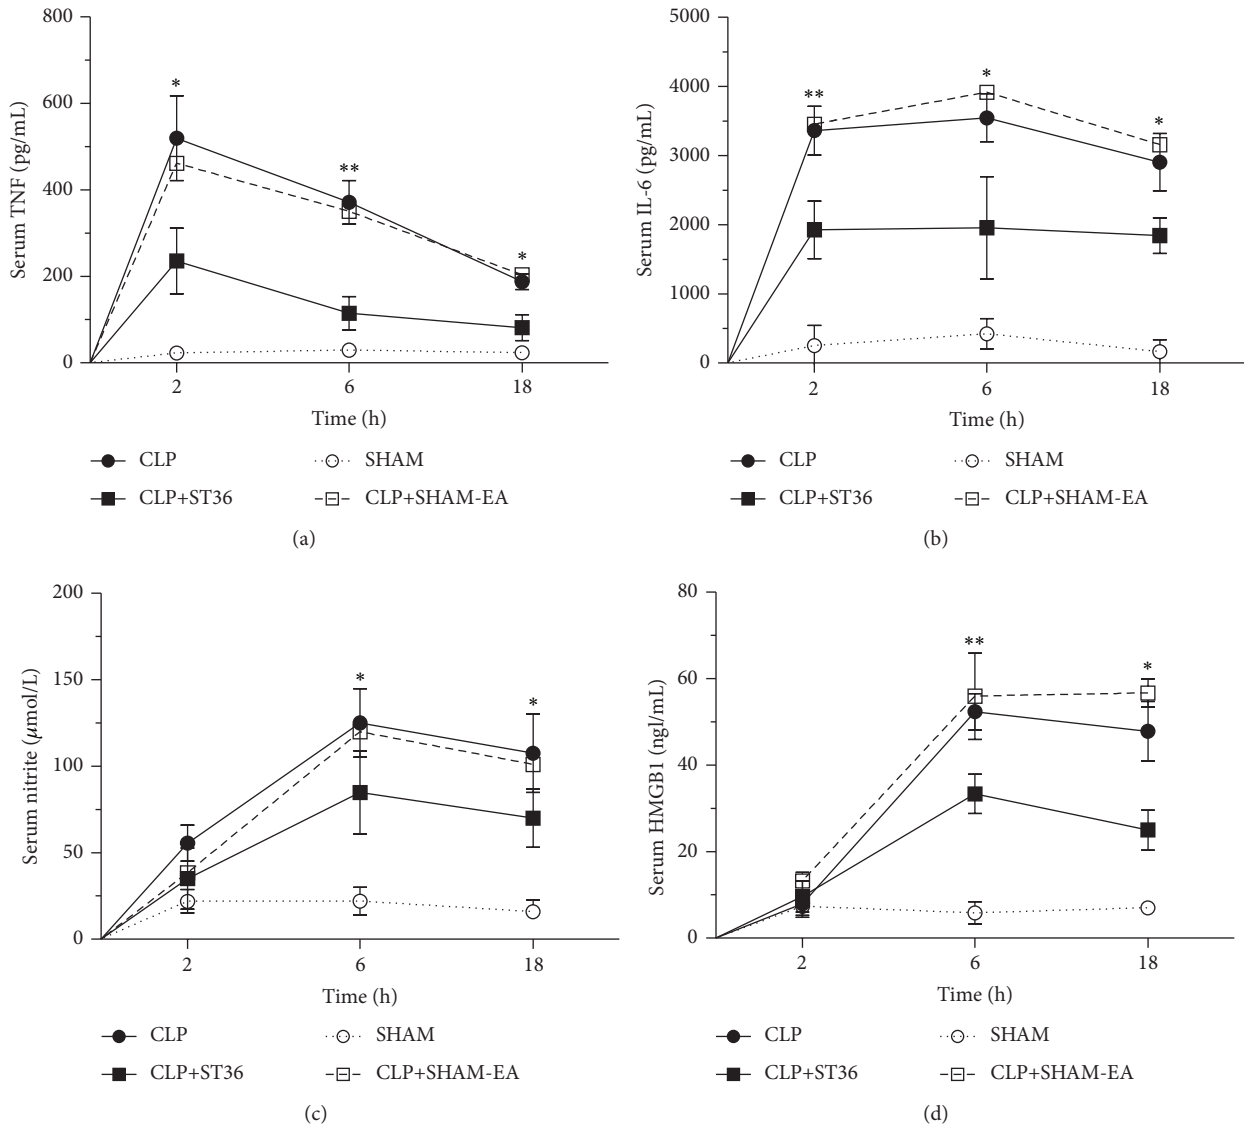 800
600
400
200
0
Serum TNF (pg/mL)
*
**
*
2 6 18
Time (h)
CLP SHAM
CLP+ST36 CLP+SHAM-EA
(a)
5000
4000
3000
2000
1000
0
Serum IL-6 (pg/mL)
**
*
*
2 6 18
Time (h)
CLP SHAM
CLP+ST36 CLP+SHAM-EA
(b)
200
150
100
50
0
Serum nitrite (μmol/L)
*
*
2 6 18
Time (h)
CLP SHAM
CLP+ST36 CLP+SHAM-EA
(c)
80
60
40
20
0
Serum HMGB1 (ngl/mL)
**
*
2 6 18
Time (h)
CLP SHAM
CLP+ST36 CLP+SHAM-EA
(d)